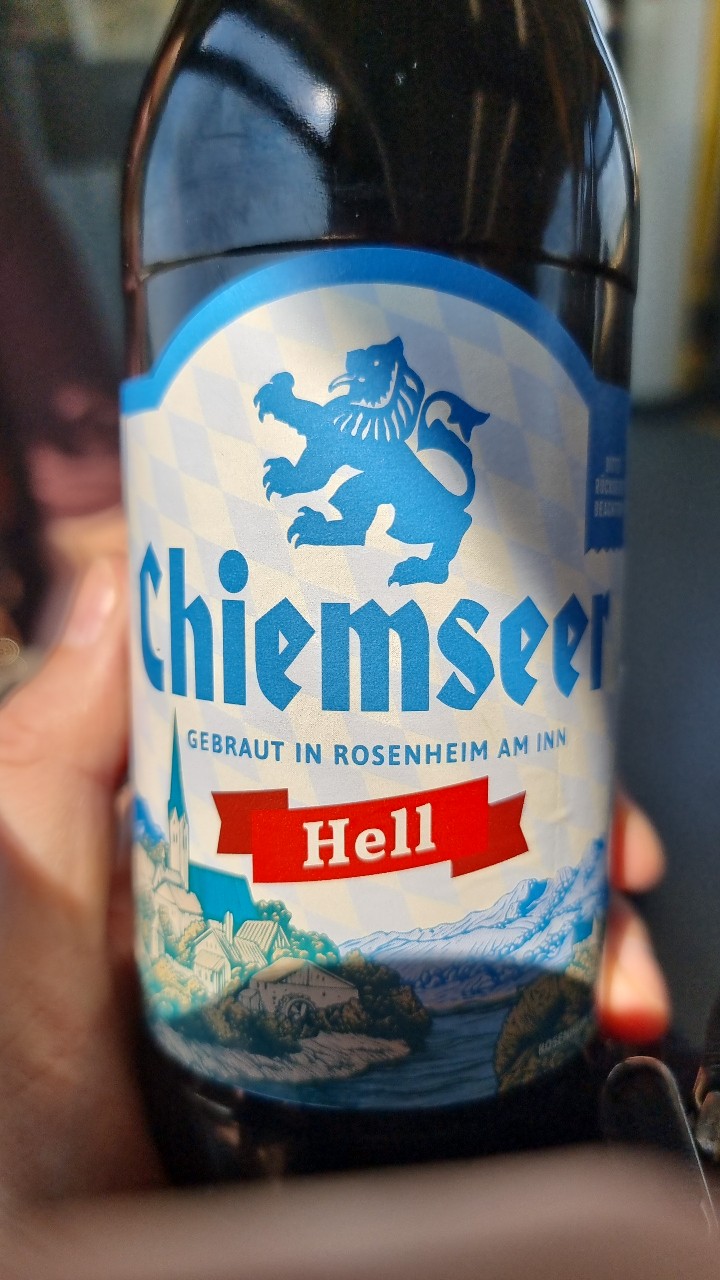 Chiemseer
GEBRAUT IN ROSENHEIM AM INN
Hell